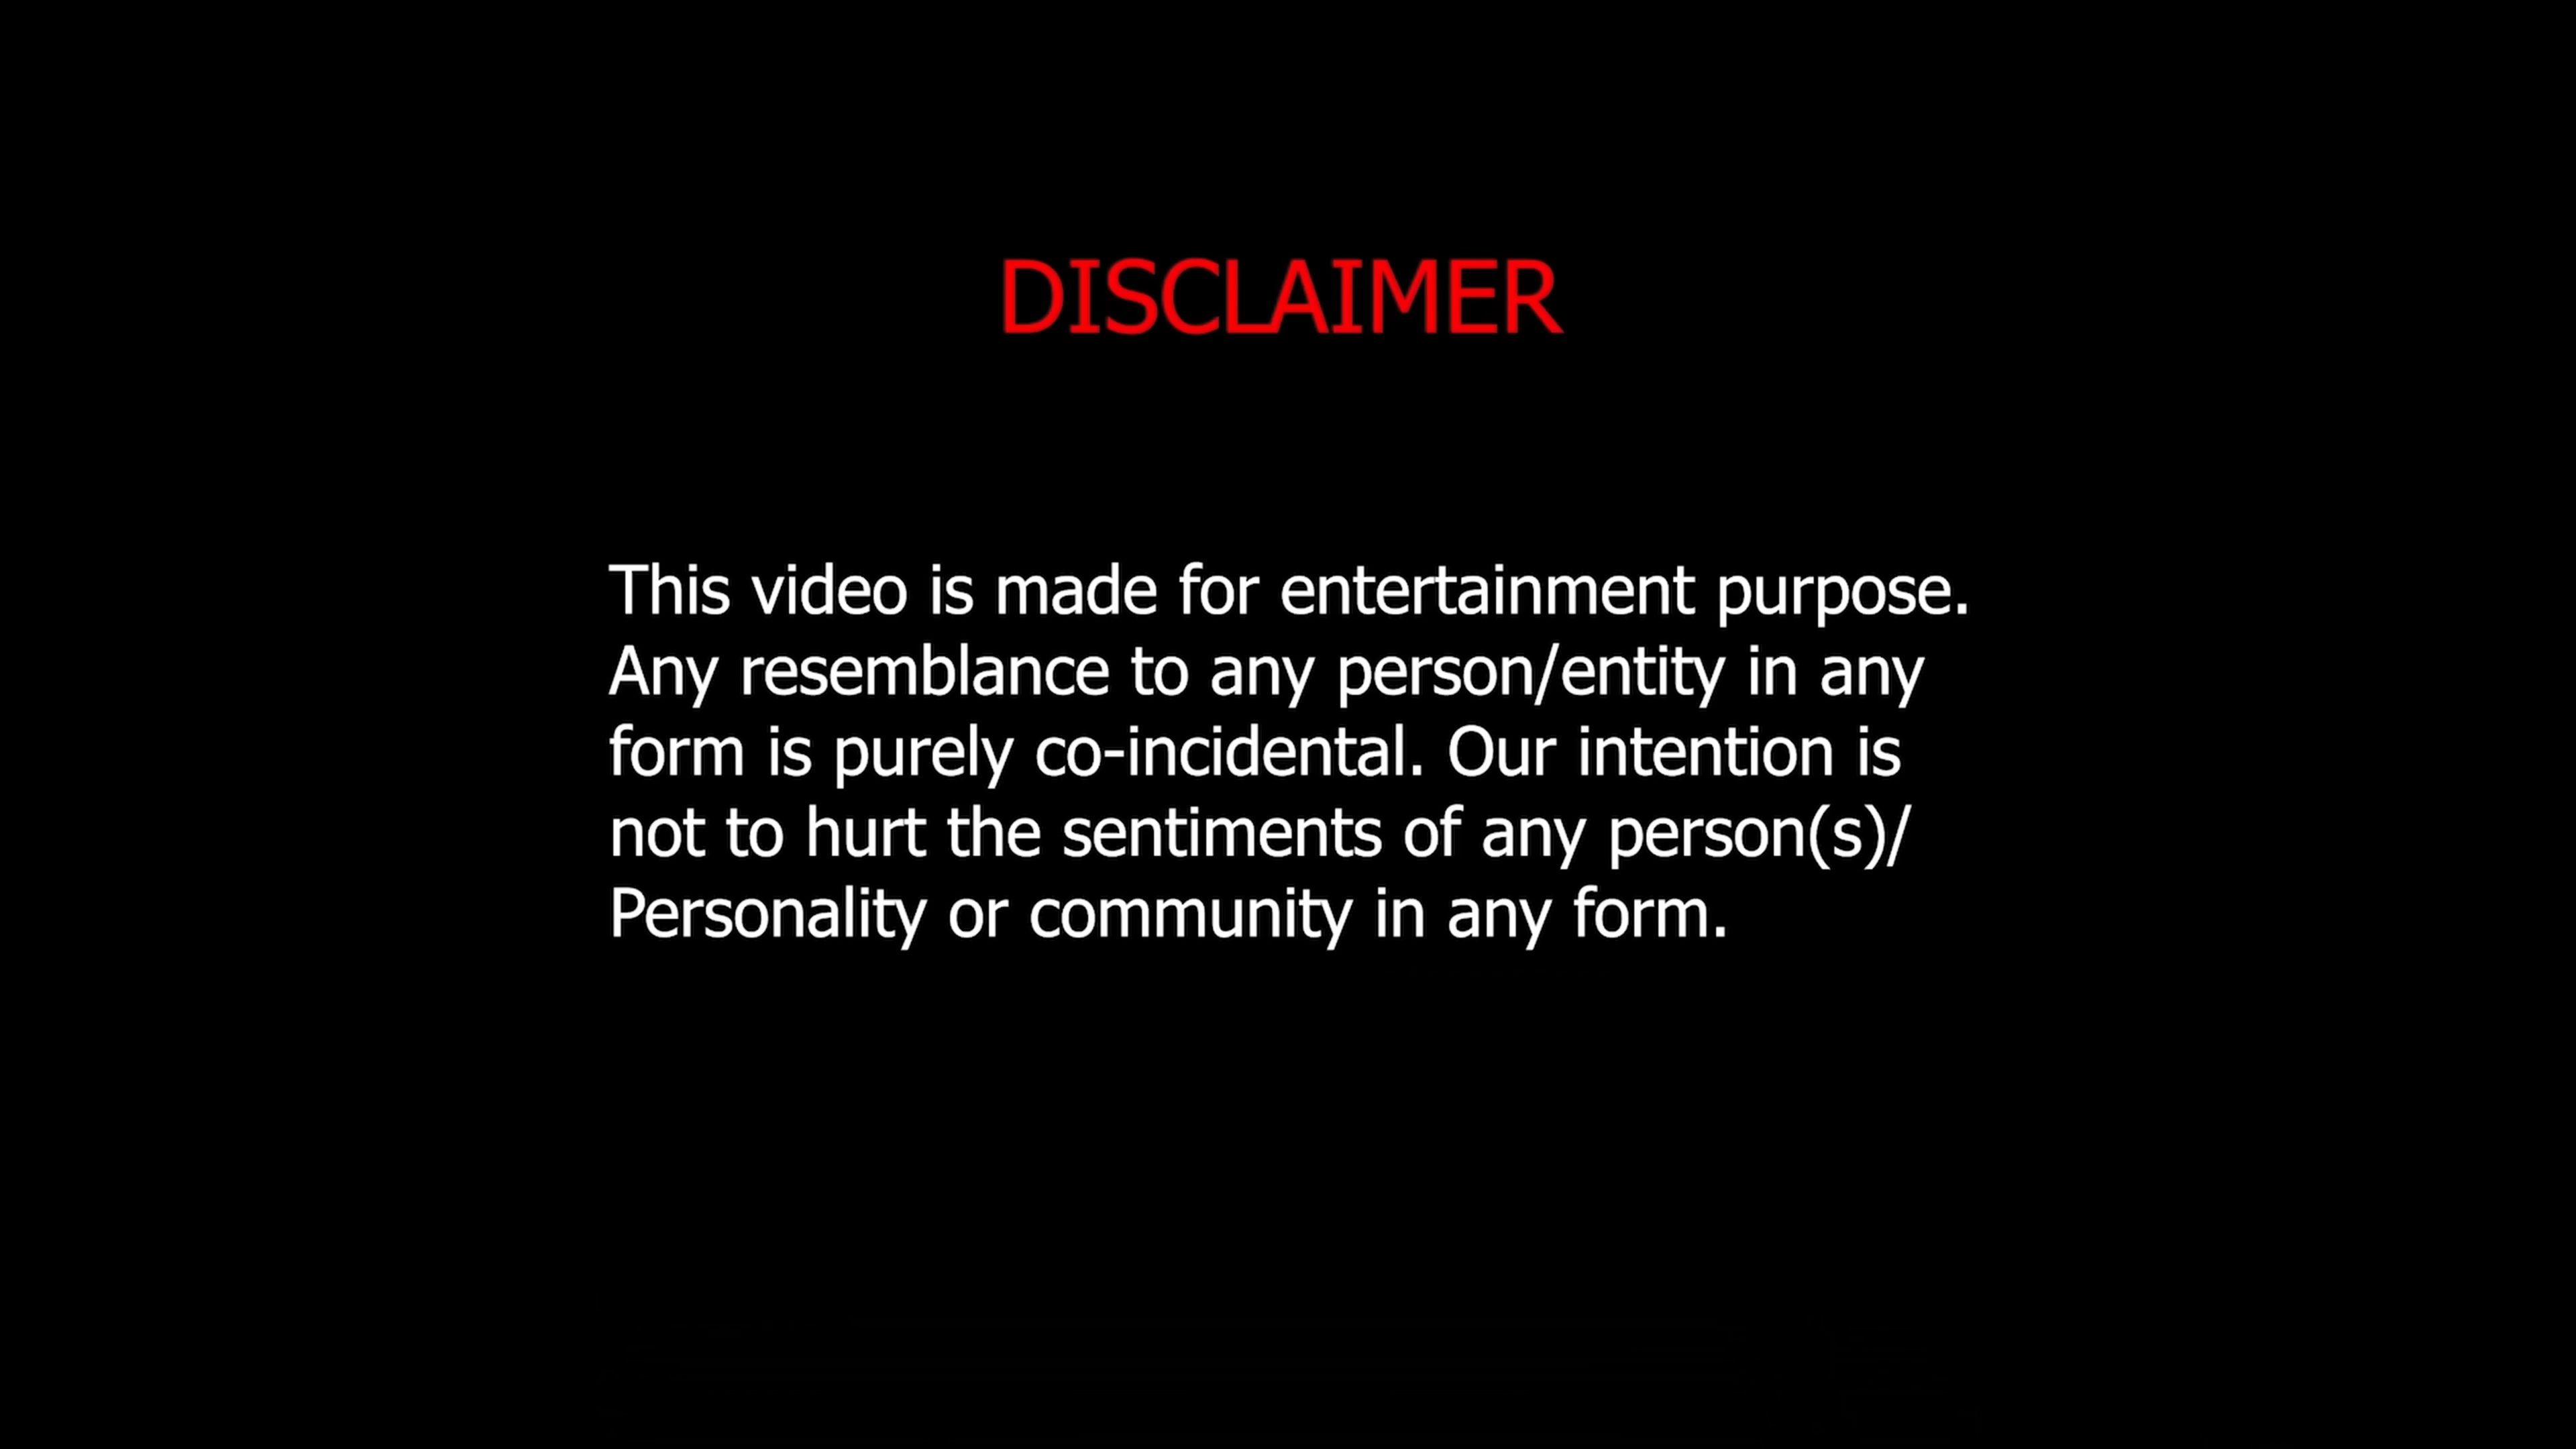 DISCLAIMER
This video is made for entertainment purpose.
Any resemblance to any person/entity in any
form is purely co-incidental. Our intention is
not to hurt the sentiments of any person(s)/
Personality or community in any form.